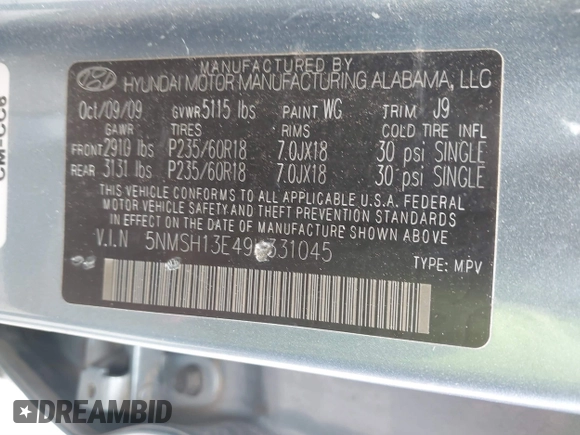 MANUFACTURED BY
HYUNDAI MOTOR MANUFACTURING ALABAMA, LLC
Oct/09/09 GVWR 5115 lbs PAINT WG TRIM J9
GAWR TIRES RIMS COLD TIRE INFL
FRONT 2910 lbs P235/60R18 7.0JX18 30 psi SINGLE
REAR 3131 lbs P235/60R18 7.0JX18 30 psi SINGLE
THIS VEHICLE CONFORMS TO ALL APPLICABLE U.S.A. FEDERAL
MOTOR VEHICLE SAFETY AND THEFT PREVENTION STANDARDS
IN EFFECT ON THE DATE OF MANUFACTURE SHOWN ABOVE.
V.I.N
TYPE: MPV
CM-CC8
DREAMBID